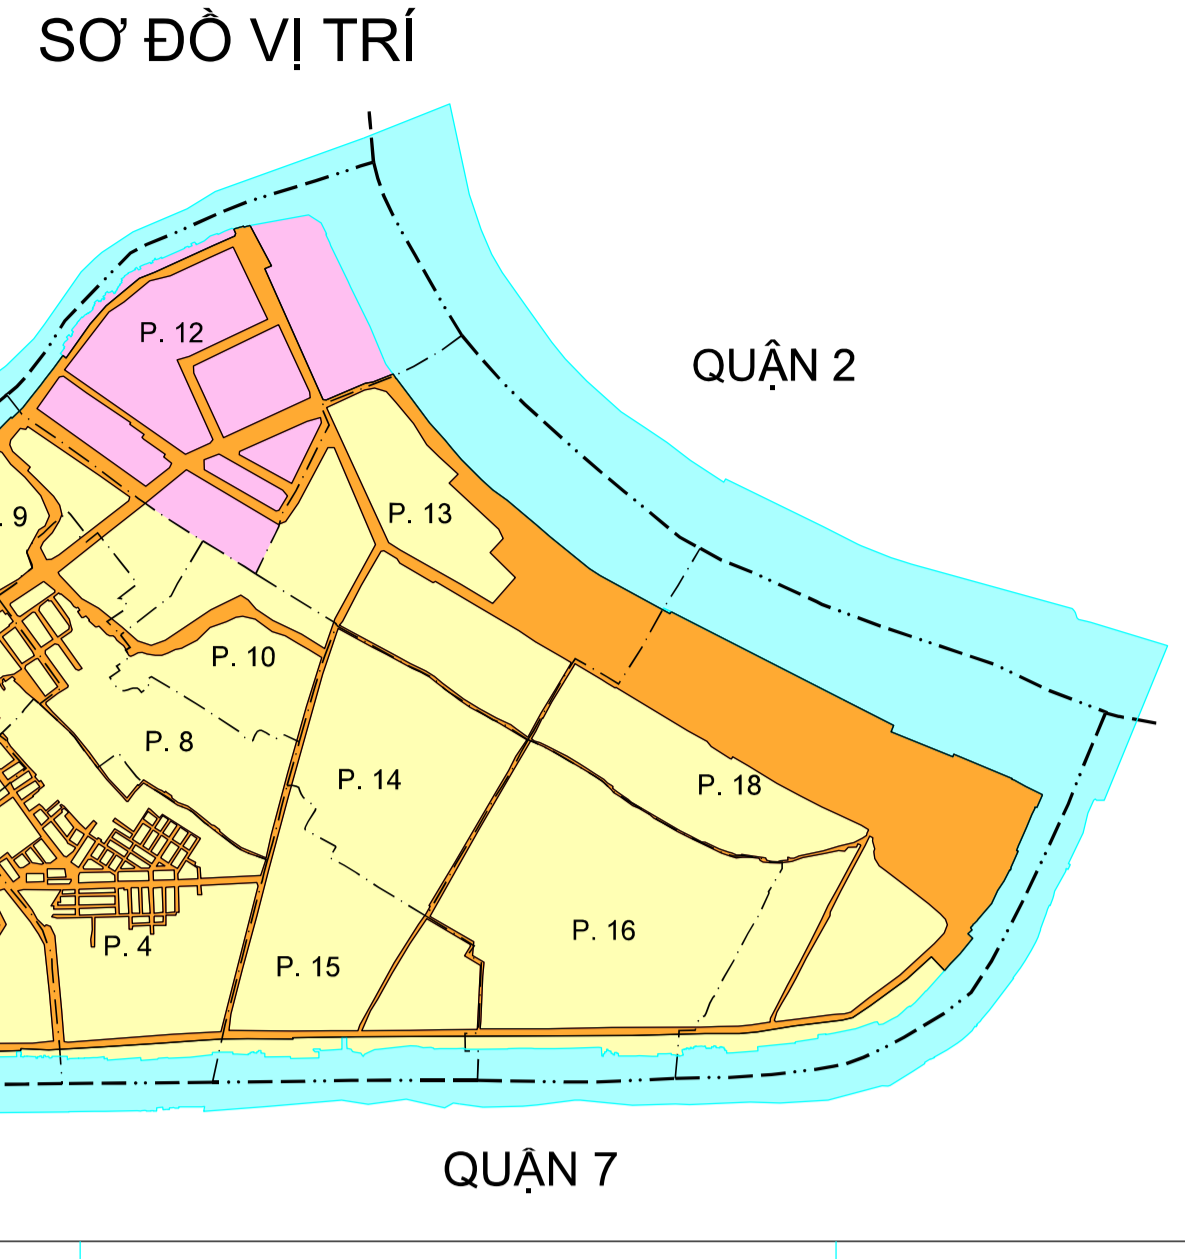 SƠ ĐỒ VỊ TRÍ
P. 12
QUẬN 2
. 9
P. 13
P. 10
P. 8
P. 14
P. 18
P. 16
P. 4
P. 15
QUẬN 7